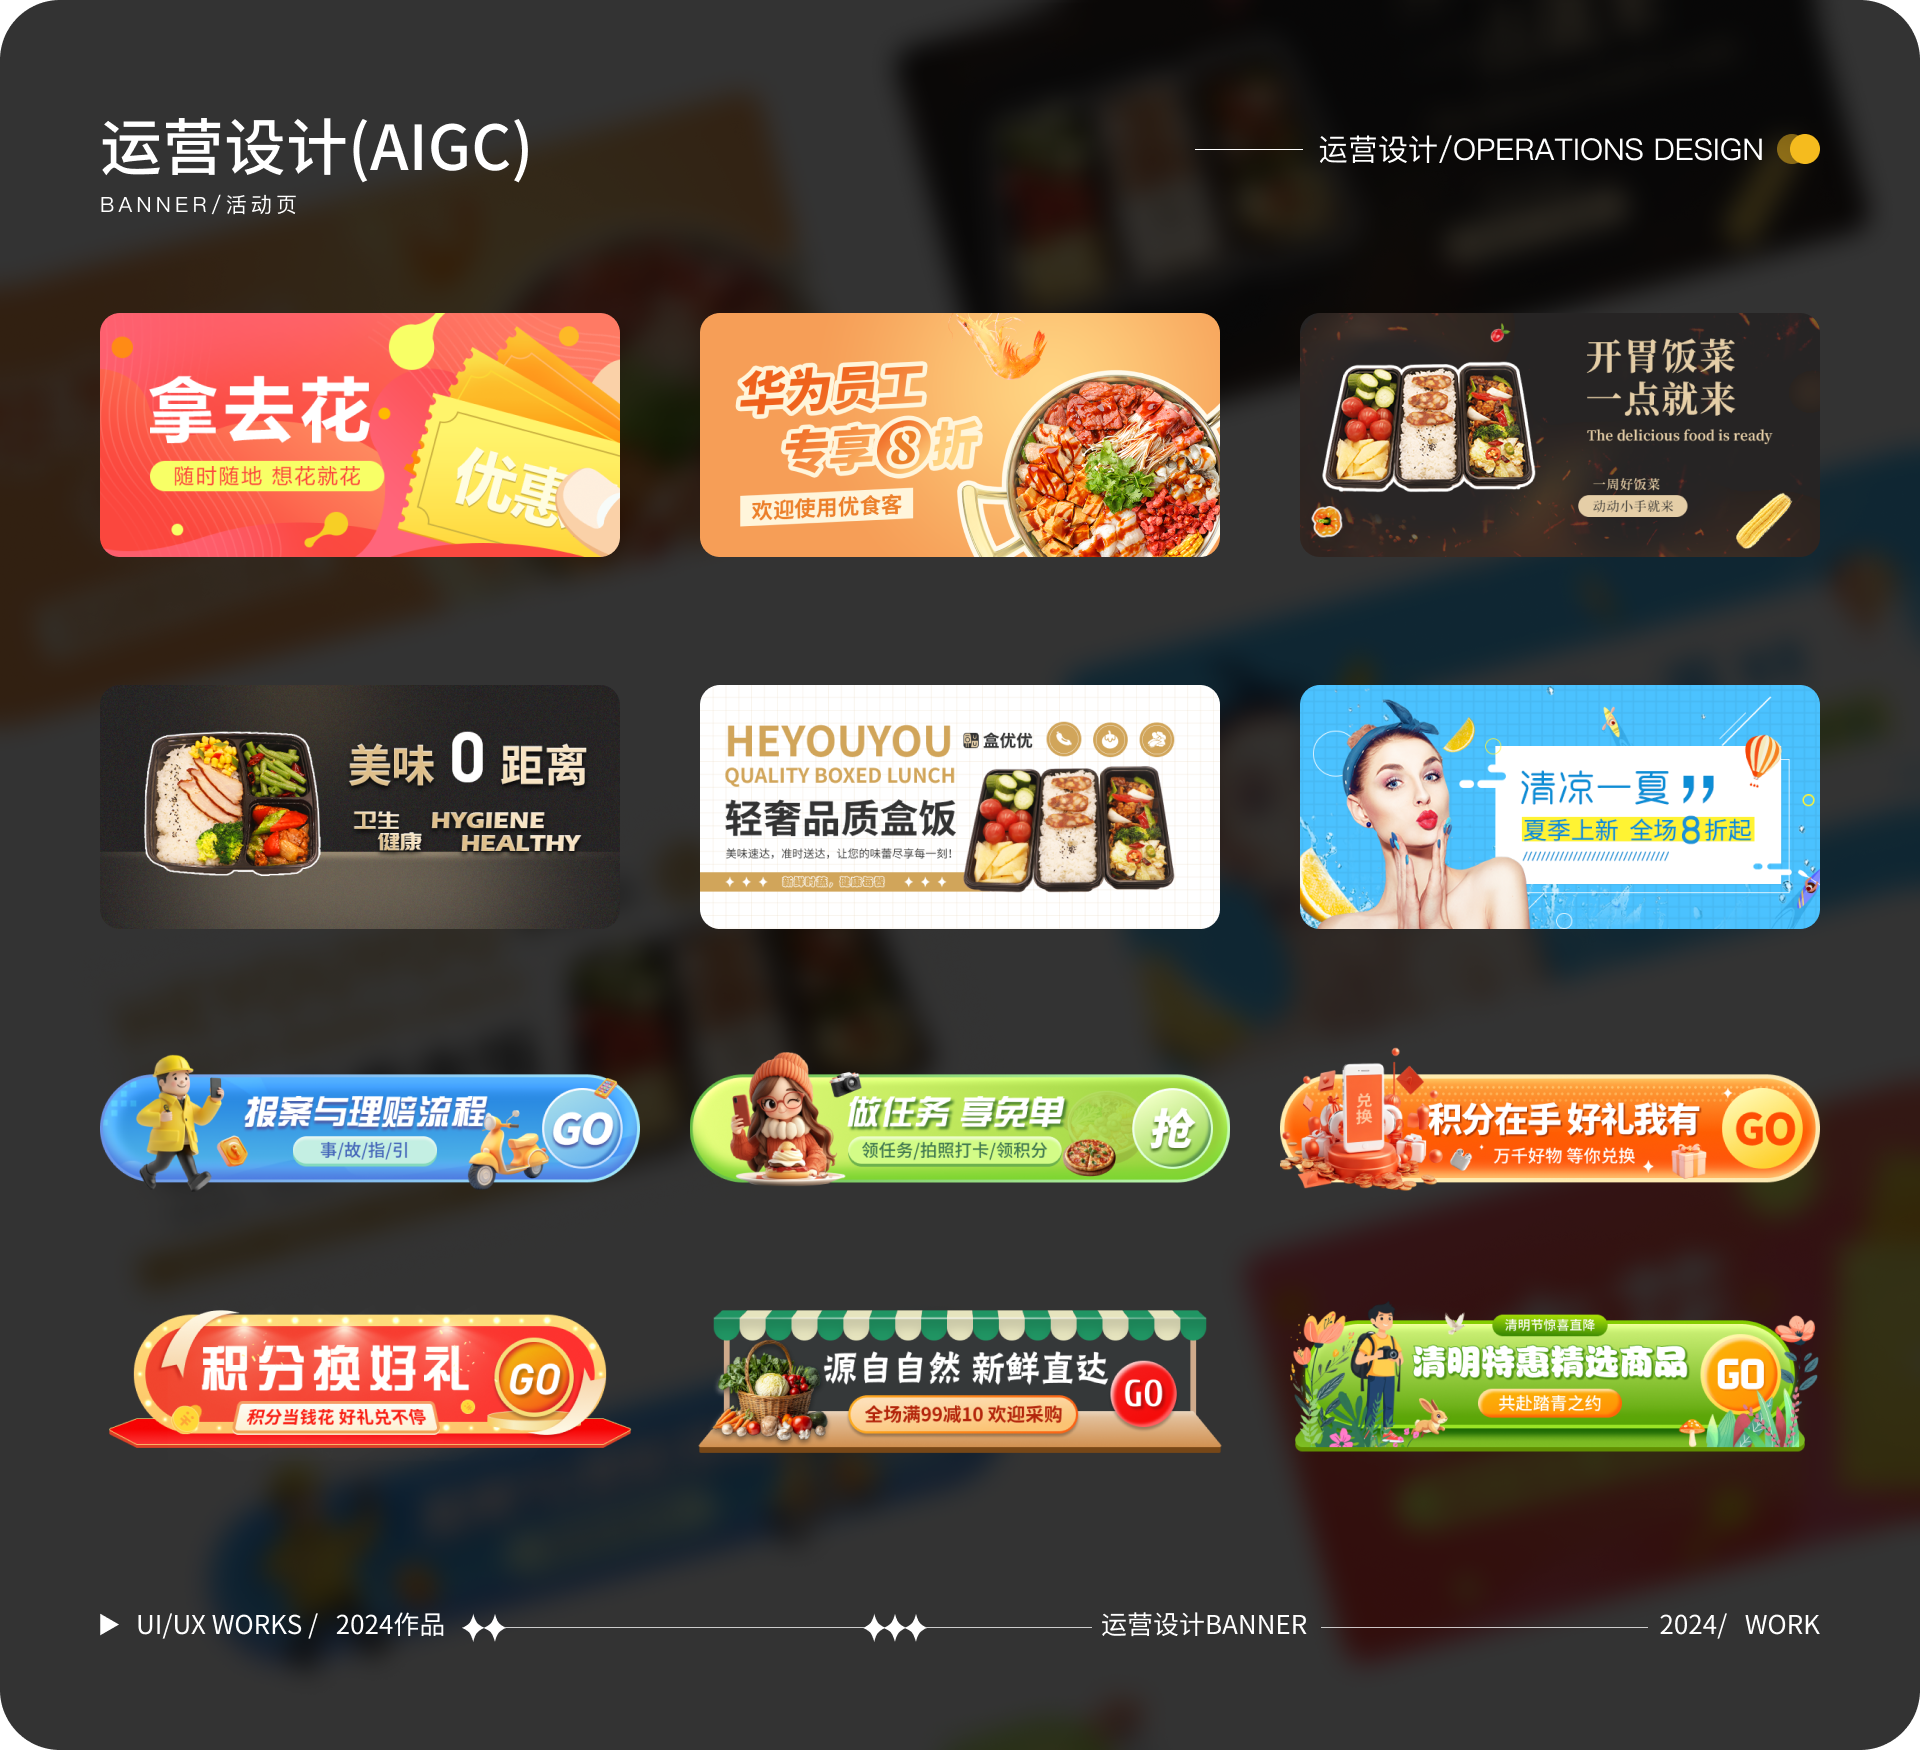 运营设计(AIGC)
BANNER/活动页
运营设计/OPERATIONS DESIGN
拿去花
随时随地 想花就花
优惠
华为员工
专享8折
欢迎使用优食客
开胃饭菜
一点就来
The delicious food is ready
一周好饭菜
动动小手就来
美味 0 距离
卫生
健康
HYGIENE
HEALTHY
HEYOUYOU
盒优优
QUALITY BOXED LUNCH
轻奢品质盒饭
美味速达，准时送达，让您的味蕾尽享每一刻！
新鲜时蔬，健康每餐
清凉一夏
夏季上新 全场8折起
报案与理赔流程
事/故/指/引
GO
做任务 享免单
领任务/拍照打卡/领积分
抢
兑换
积分在手 好礼我有
万千好物 等你兑换
GO
积分换好礼
积分当钱花 好礼兑不停
GO
源自自然 新鲜直达
全场满99减10 欢迎采购
GO
清明节惊喜直降
清明特惠精选商品
共赴踏青之约
GO
UI/UX WORKS / 2024作品
运营设计BANNER
2024/ WORK